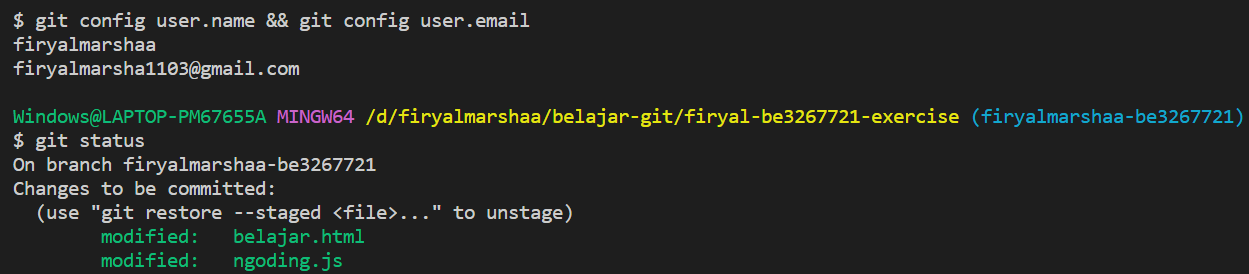 $ git config user.name && git config user.email
firyalmarshaa
firyalmarsha1103@gmail.com
Windows@LAPTOP-PM67655A MINGW64 /d/firyalmarshaa/belajar-git/firyal-be3267721-exercise (firyalmarshaa-be3267721)
$ git status
On branch firyalmarshaa-be3267721
Changes to be committed:
  (use "git restore --staged <file>..." to unstage)
        modified:   belajar.html
        modified:   ngoding.js